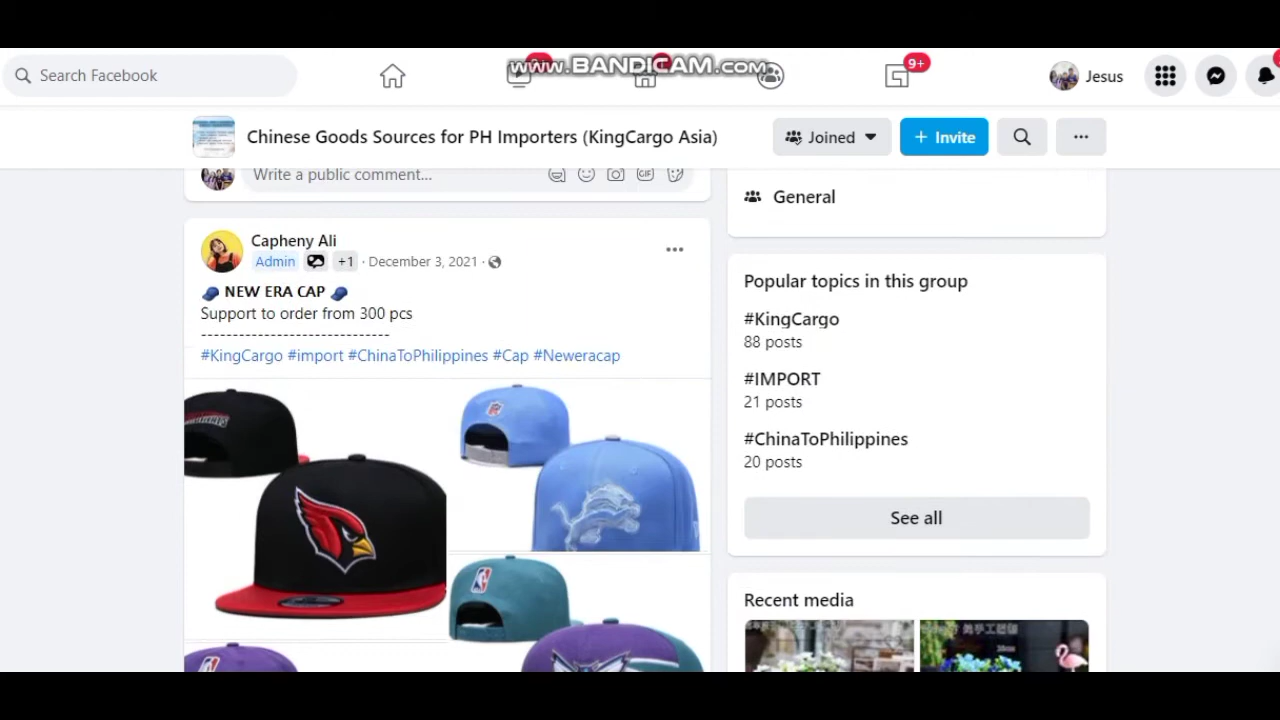 www.BANDICAM.com
Search Facebook
9+
Jesus
Chinese Goods Sources for PH Importers (KingCargo Asia)
Joined
+ Invite
Write a public comment...
GIF
General
Capheny Ali
Admin +1 · December 3, 2021 ·
NEW ERA CAP
Support to order from 300 pcs
----------------------------
#KingCargo #import #ChinaToPhilippines #Cap #Neweracap
Popular topics in this group
#KingCargo
88 posts
#IMPORT
21 posts
#ChinaToPhilippines
20 posts
See all
Recent media